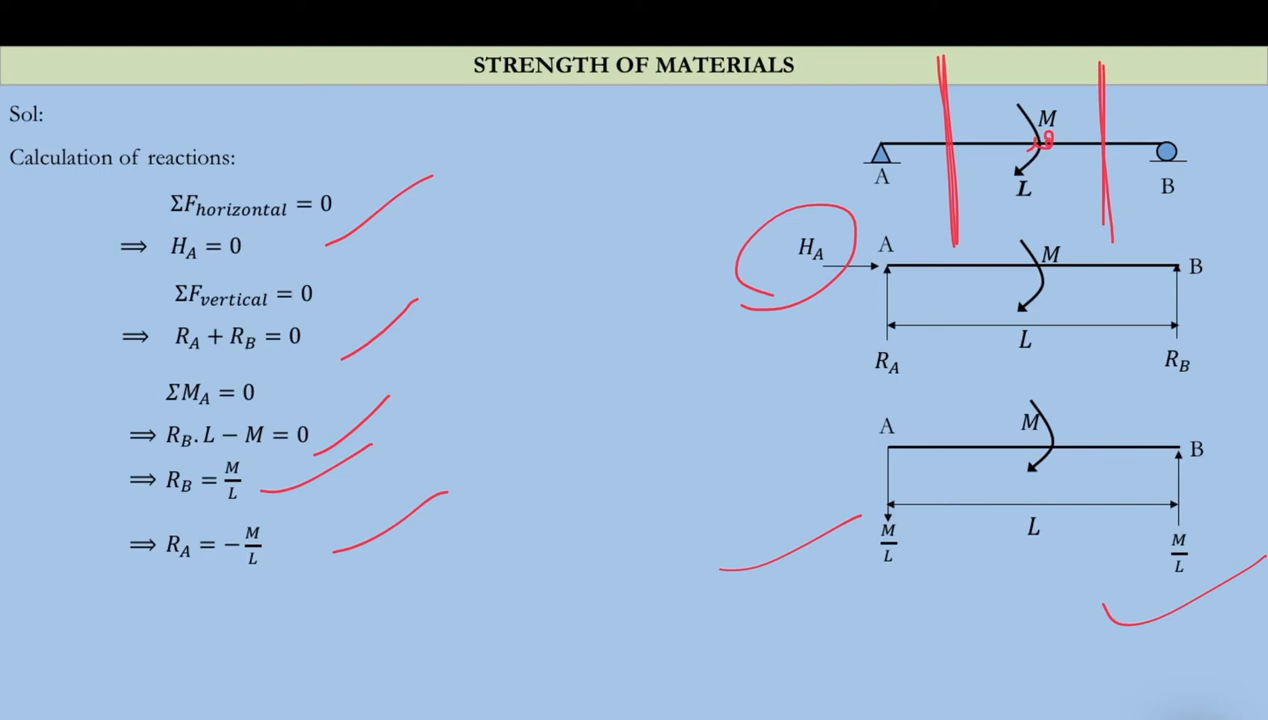 STRENGTH OF MATERIALS
Sol:
Calculation of reactions:
ΣF_horizontal = 0
⟹ H_A = 0
ΣF_vertical = 0
⟹ R_A + R_B = 0
ΣM_A = 0
⟹ R_B. L − M = 0
⟹ R_B = M/L
⟹ R_A = − M/L
M
A
L
B
H_A
A
M
B
L
R_A
R_B
A
M
B
L
M/L
M/L